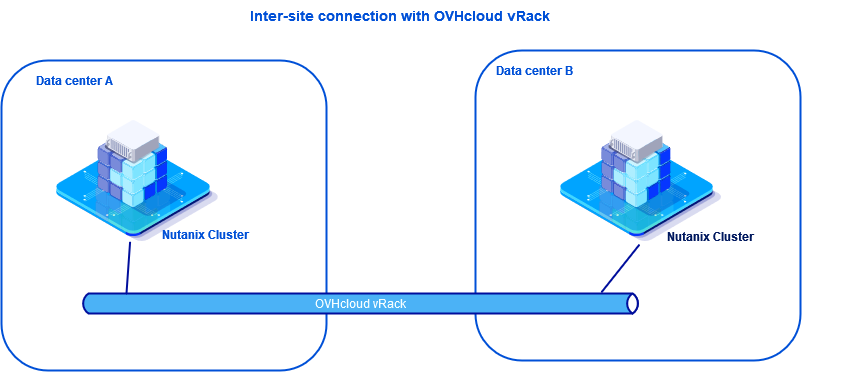 Inter-site connection with OVHcloud vRack
Data center A
Data center B
Nutanix Cluster
Nutanix Cluster
OVHcloud vRack